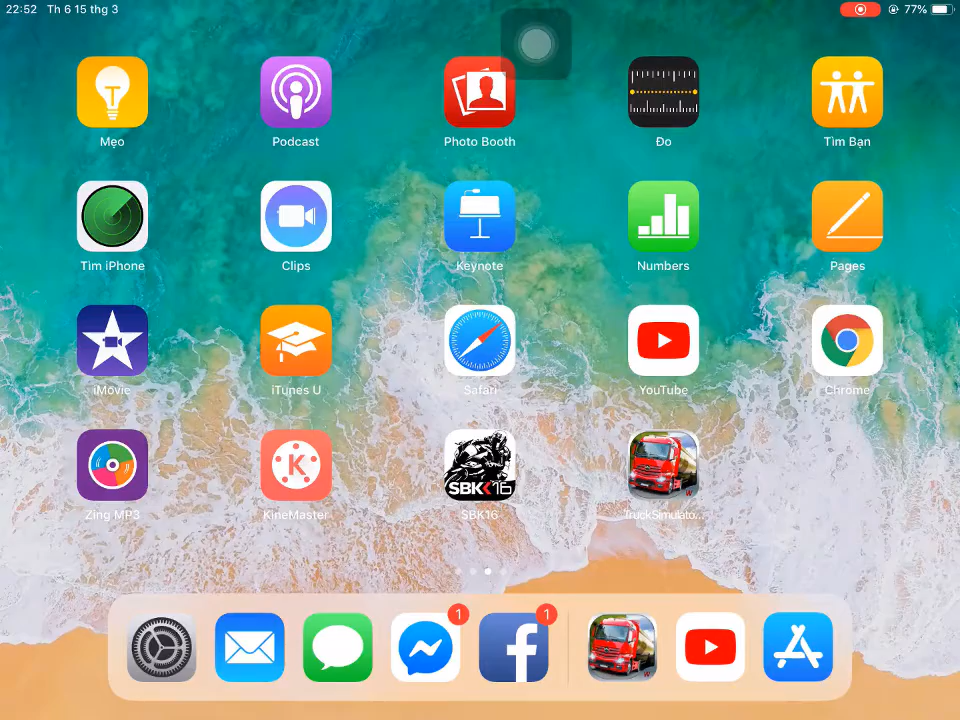 22:52 Th 6 15 thg 3
77%
Mẹo
Podcast
Photo Booth
Đo
Tìm Bạn
Tìm iPhone
Clips
Keynote
Numbers
Pages
iMovie
iTunes U
Safari
YouTube
Chrome
K
SBK16
Zing MP3
KineMaster
SBK16
TruckSimulato...
1
1